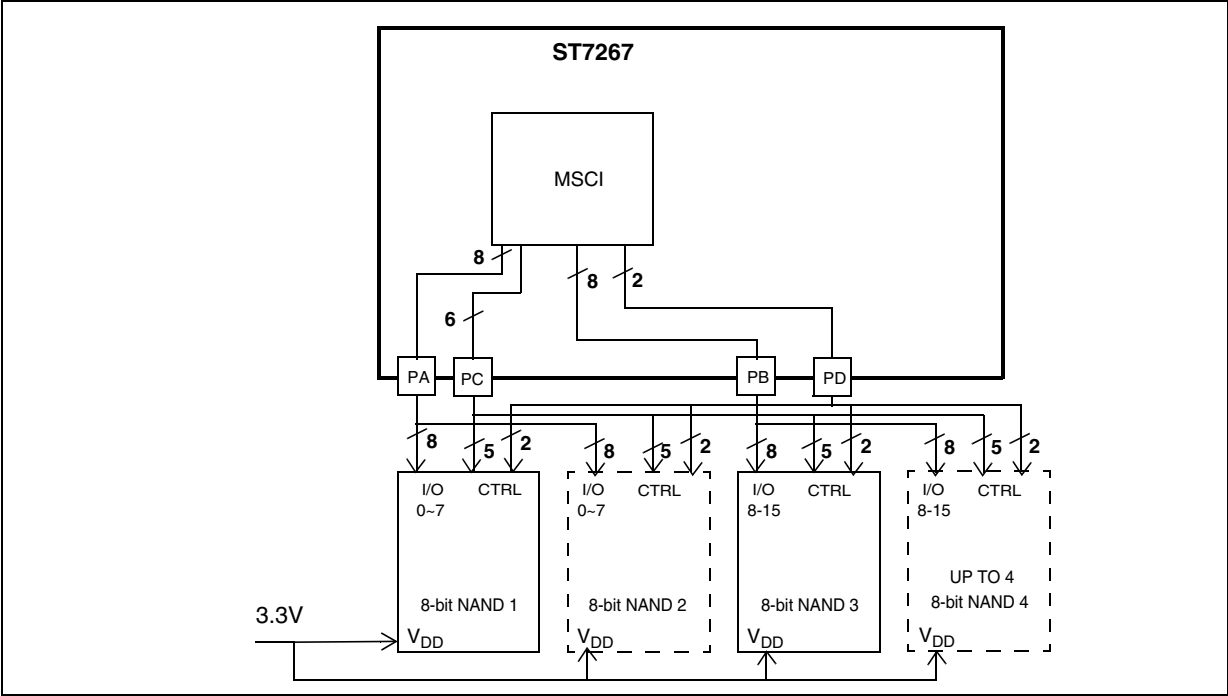 ST7267
MSCI
8
8
2
6
PA
PC
PB
PD
8
5
2
8
5
2
8
5
2
8
5
2
I/O
0~7
CTRL
I/O
0~7
CTRL
I/O
8-15
CTRL
I/O
8-15
CTRL
8-bit NAND 1
8-bit NAND 2
8-bit NAND 3
UP TO 4
8-bit NAND 4
3.3V
VDD
VDD
VDD
VDD